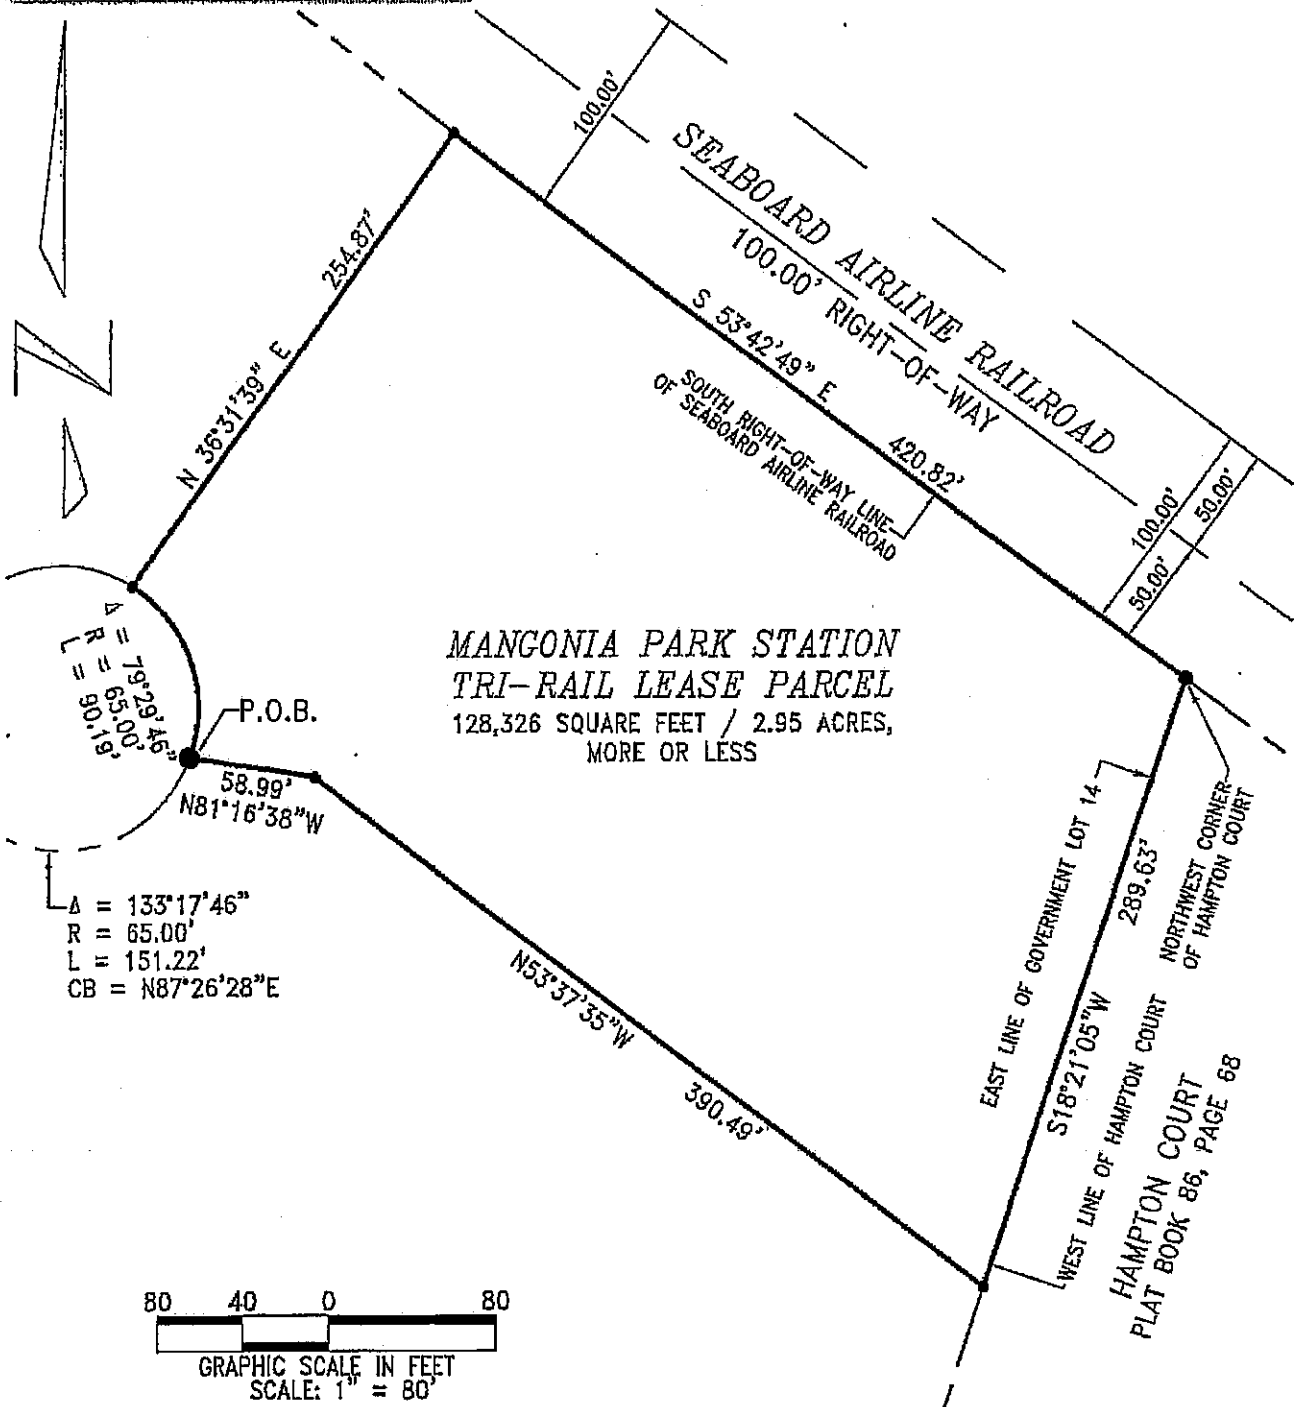 100.00'
SEABOARD AIRLINE RAILROAD
100.00' RIGHT-OF-WAY
254.87'
N 36°31'39" E
S 53°42'49" E
420.82'
SOUTH RIGHT-OF-WAY LINE
OF SEABOARD AIRLINE RAILROAD
100.00'
50.00'
50.00'
Δ = 79°29'46"
R = 65.00'
L = 90.19'
P.O.B.
MANGONIA PARK STATION
TRI-RAIL LEASE PARCEL
128,326 SQUARE FEET / 2.95 ACRES,
MORE OR LESS
58.99'
N81°16'38"W
Δ = 133°17'46"
R = 65.00'
L = 151.22'
CB = N87°26'28"E
N53°37'35"W
390.49'
EAST LINE OF GOVERNMENT LOT 14
289.63'
S18°21'05"W
NORTHWEST CORNER
OF HAMPTON COURT
WEST LINE OF HAMPTON COURT
HAMPTON COURT
PLAT BOOK 86, PAGE 68
80 40 0 80
GRAPHIC SCALE IN FEET
SCALE: 1" = 80'